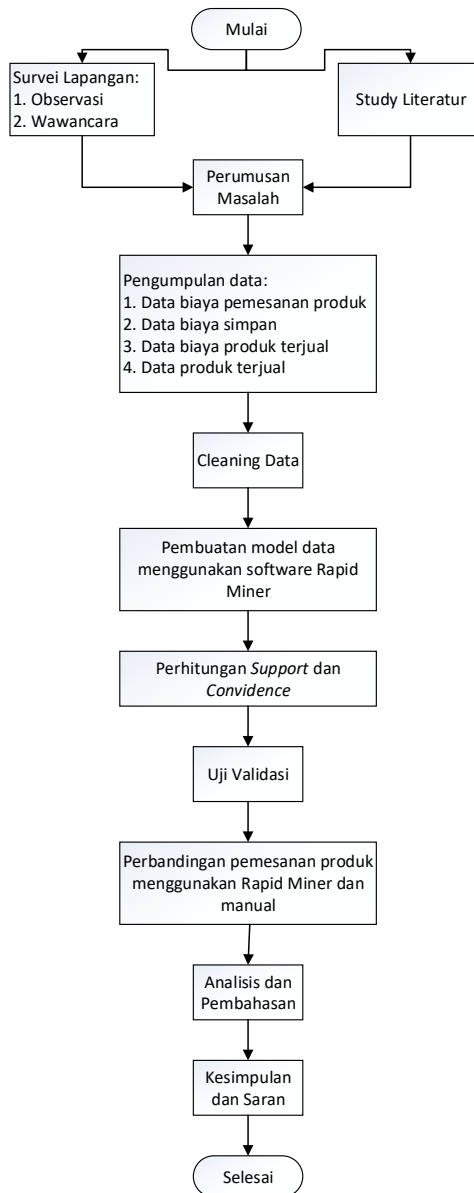 Mulai
Survei Lapangan:
1. Observasi
2. Wawancara
Study Literatur
Perumusan
Masalah
Pengumpulan data:
1. Data biaya pemesanan produk
2. Data biaya simpan
3. Data biaya produk terjual
4. Data produk terjual
Cleaning Data
Pembuatan model data
menggunakan software Rapid
Miner
Perhitungan Support dan
Convidence
Uji Validasi
Perbandingan pemesanan produk
menggunakan Rapid Miner dan
manual
Analisis dan
Pembahasan
Kesimpulan
dan Saran
Selesai